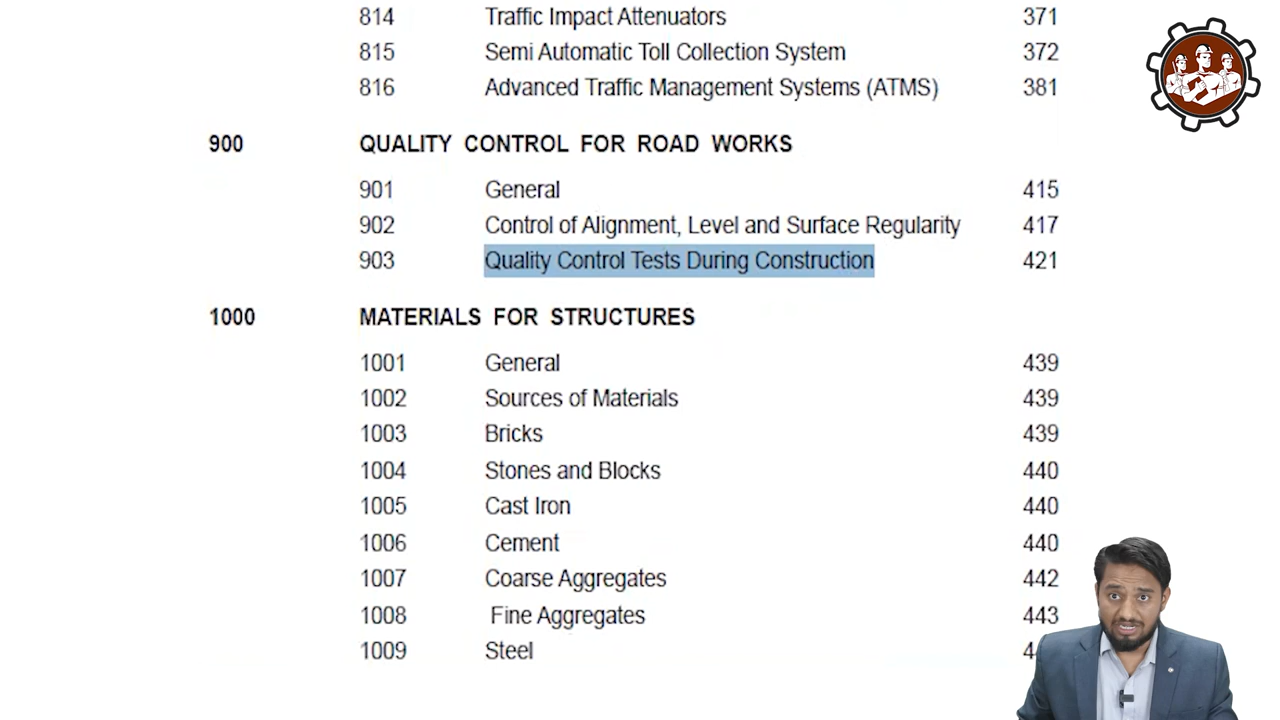 814 Traffic Impact Attenuators 371
815 Semi Automatic Toll Collection System 372
816 Advanced Traffic Management Systems (ATMS) 381
900 QUALITY CONTROL FOR ROAD WORKS
901 General 415
902 Control of Alignment, Level and Surface Regularity 417
903 Quality Control Tests During Construction 421
1000 MATERIALS FOR STRUCTURES
1001 General 439
1002 Sources of Materials 439
1003 Bricks 439
1004 Stones and Blocks 440
1005 Cast Iron 440
1006 Cement 440
1007 Coarse Aggregates 442
1008 Fine Aggregates 443
1009 Steel